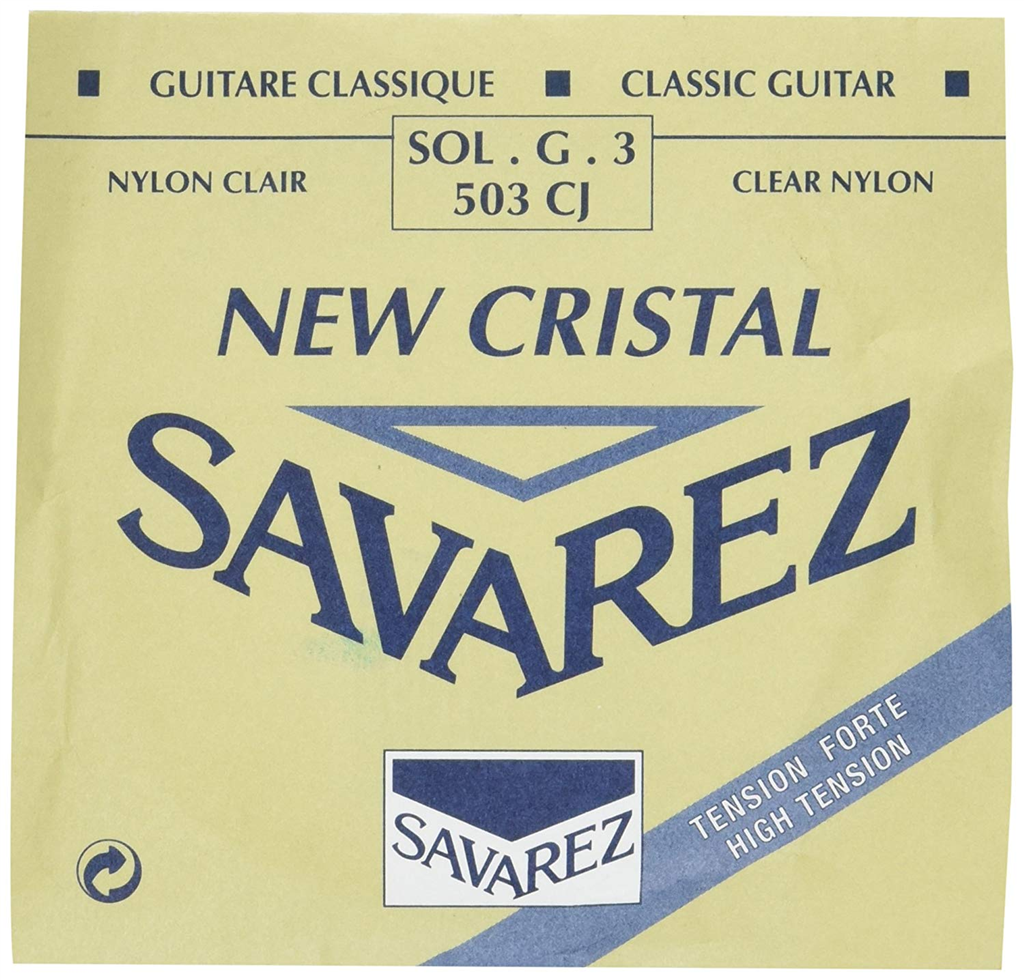 ■ GUITARE CLASSIQUE ■ CLASSIC GUITAR ■
SOL . G . 3
NYLON CLAIR
503 CJ
CLEAR NYLON
NEW CRISTAL
SAVAREZ
TENSION FORTE
HIGH TENSION
SAVAREZ